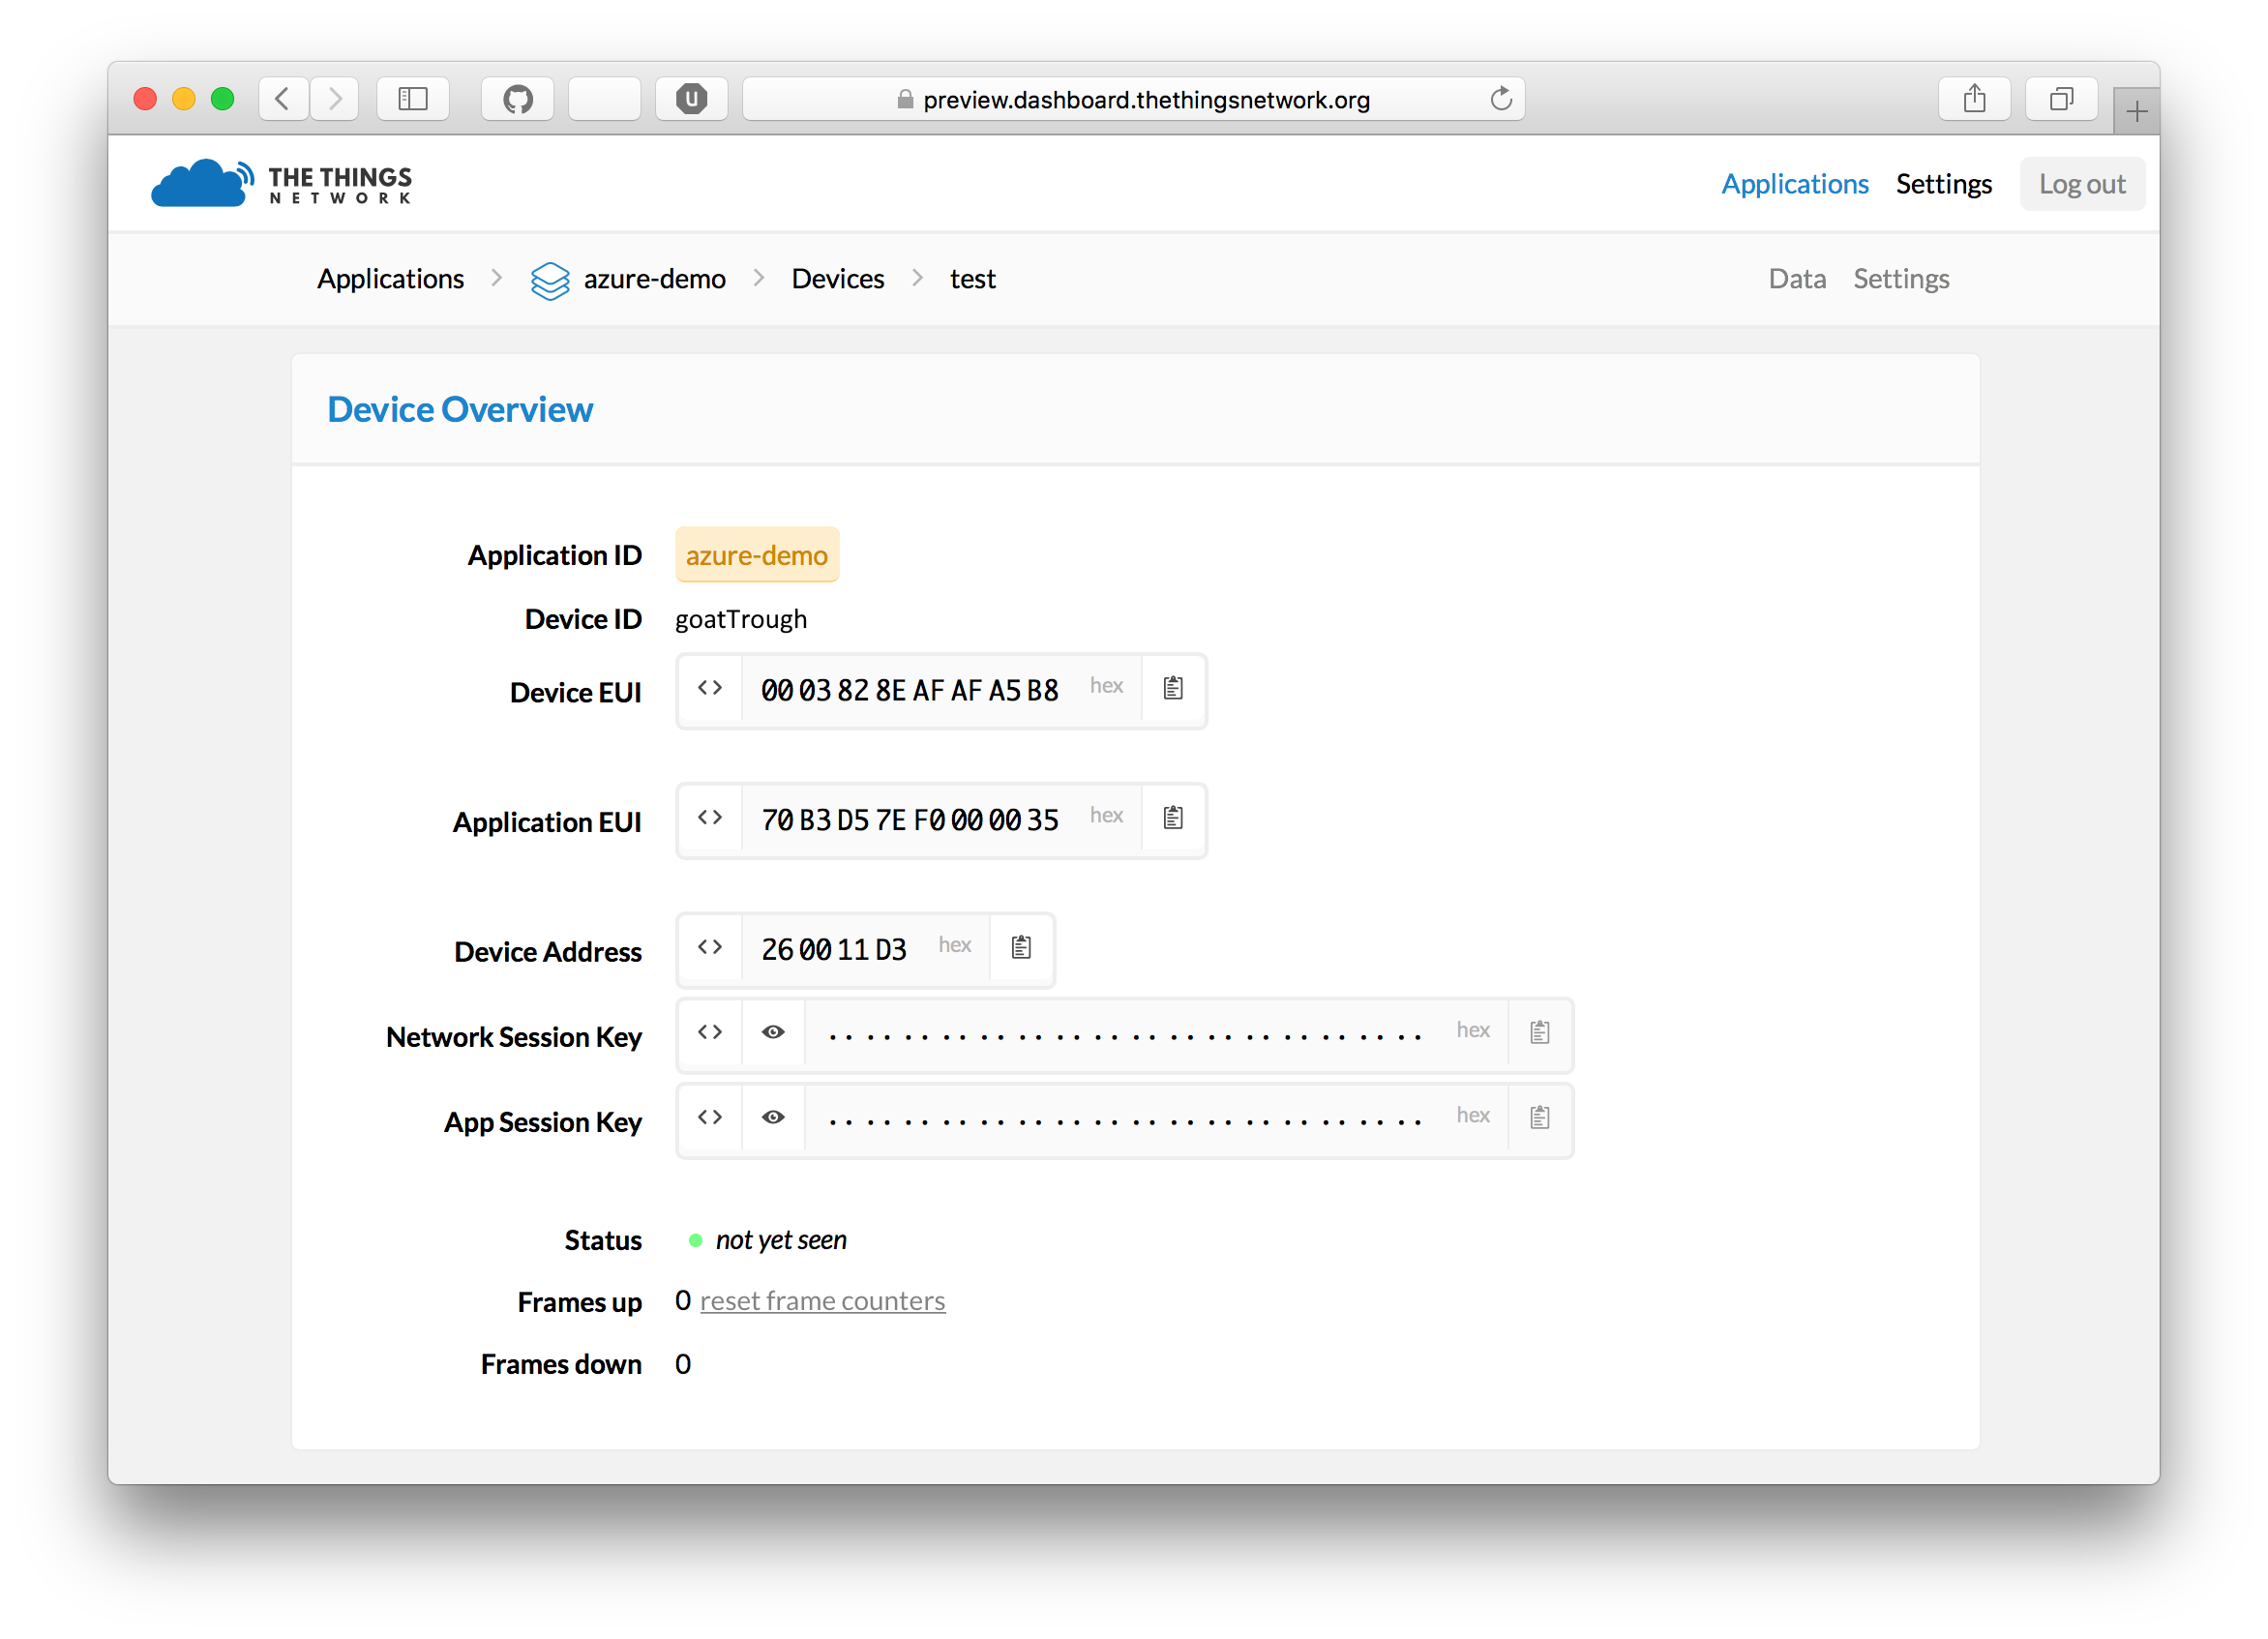 preview.dashboard.thethingsnetwork.org
THE THINGS
NETWORK
Applications Settings Log out
Applications > azure-demo > Devices > test Data Settings
Device Overview
Application ID azure-demo
Device ID goatTrough
Device EUI <> 00 03 82 8E AF AF A5 B8 hex
Application EUI <> 70 B3 D5 7E F0 00 00 35 hex
Device Address <> 26 00 11 D3 hex
Network Session Key <> ................................ hex
App Session Key <> ................................ hex
Status not yet seen
Frames up 0 reset frame counters
Frames down 0